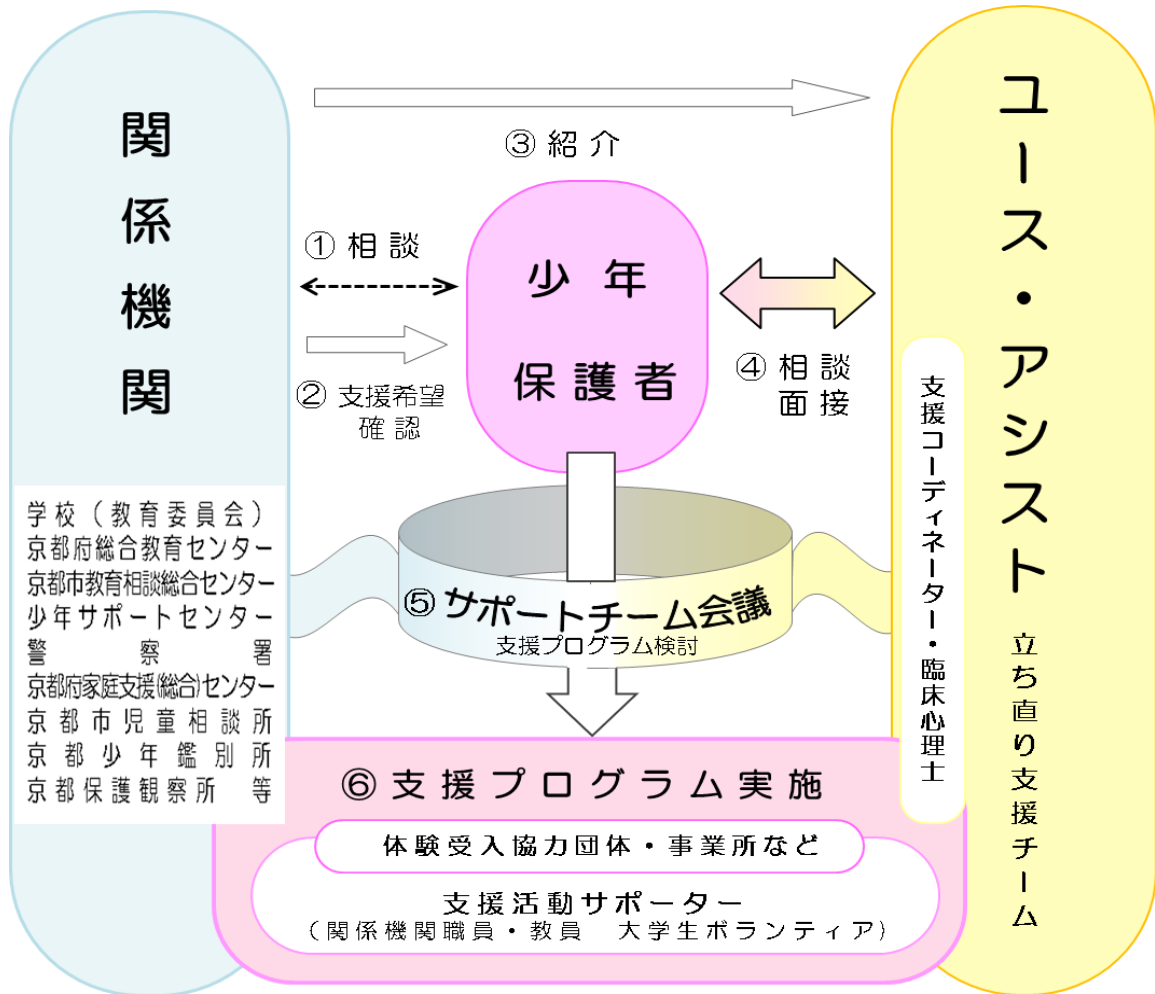 関係機関
③ 紹介
① 相談
② 支援希望
確認
少年
保護者
④ 相談
面接
ユース・アシスト 立ち直り支援チーム
支援コーディネーター・臨床心理士
学校（教育委員会）
京都府総合教育センター
京都市教育相談総合センター
少年サポートセンター
警察署
京都府家庭支援(総合)センター
京都市児童相談所
京都少年鑑別所
京都保護観察所 等
⑤ サポートチーム会議
支援プログラム検討
⑥ 支援プログラム実施
体験受入協力団体・事業所など
支援活動サポーター
（関係機関職員・教員 大学生ボランティア）